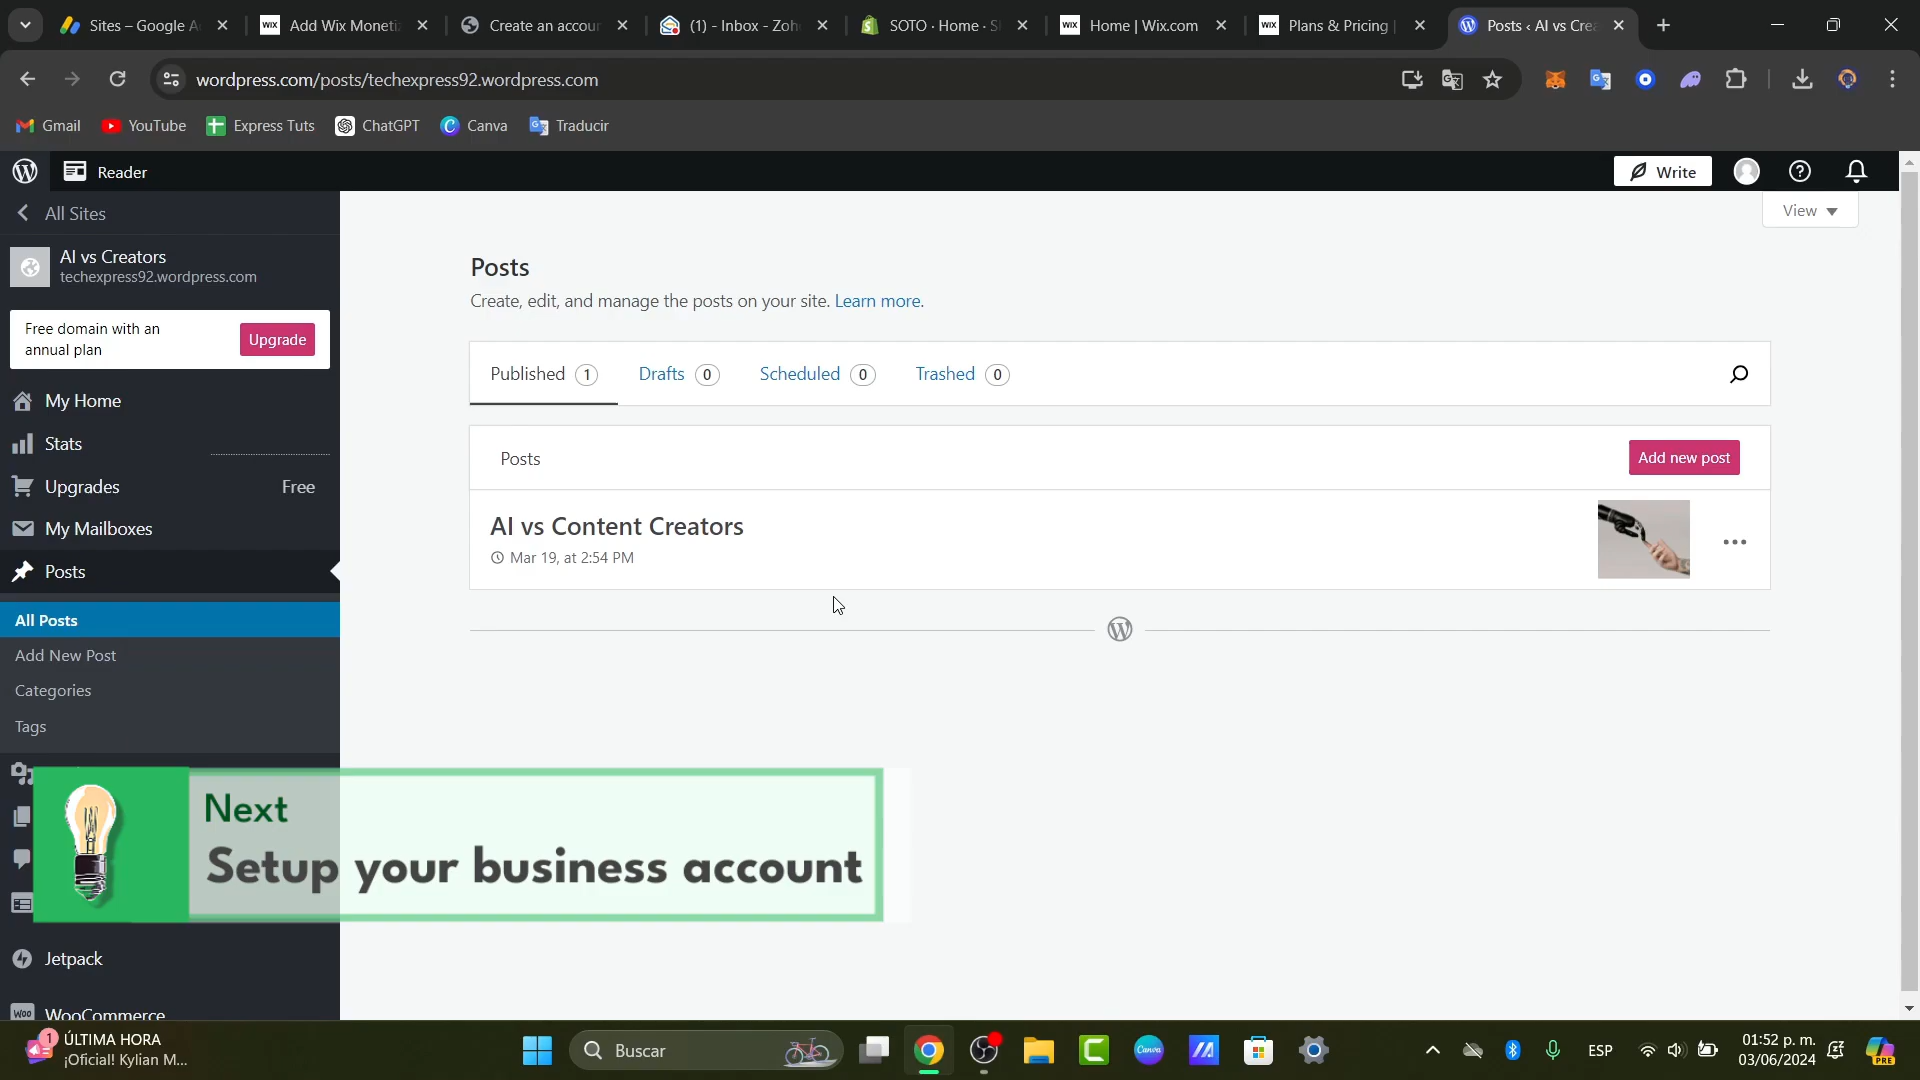 Sites – Google A
Add Wix Moneti
Create an accour
(1) - Inbox - Zoh
SOTO · Home · S
Home | Wix.com
Plans & Pricing |
Posts ‹ AI vs Crea
wordpress.com/posts/techexpress92.wordpress.com
Gmail
YouTube
Express Tuts
ChatGPT
Canva
Traducir
Reader
Write
All Sites
View
AI vs Creators
techexpress92.wordpress.com
Free domain with an
annual plan
Upgrade
My Home
Stats
Upgrades
Free
My Mailboxes
Posts
All Posts
Add New Post
Categories
Tags
Jetpack
WooCommerce
Posts
Create, edit, and manage the posts on your site. Learn more.
Published 1
Drafts 0
Scheduled 0
Trashed 0
Posts
Add new post
AI vs Content Creators
Mar 19, at 2:54 PM
Next
Setup your business account
1
ÚLTIMA HORA
¡Oficial! Kylian M...
Buscar
Canva
ESP
01:52 p. m.
03/06/2024
PRE